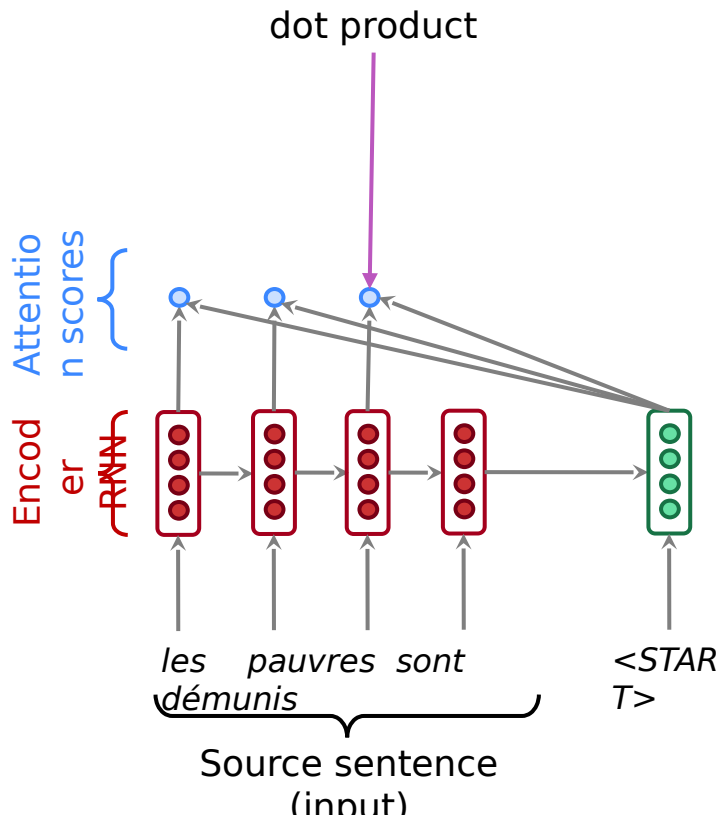 dot product
Attentio
n scores
Encod
er
RNN
les pauvres sont
démunis
<STAR
T>
Source sentence
(input)